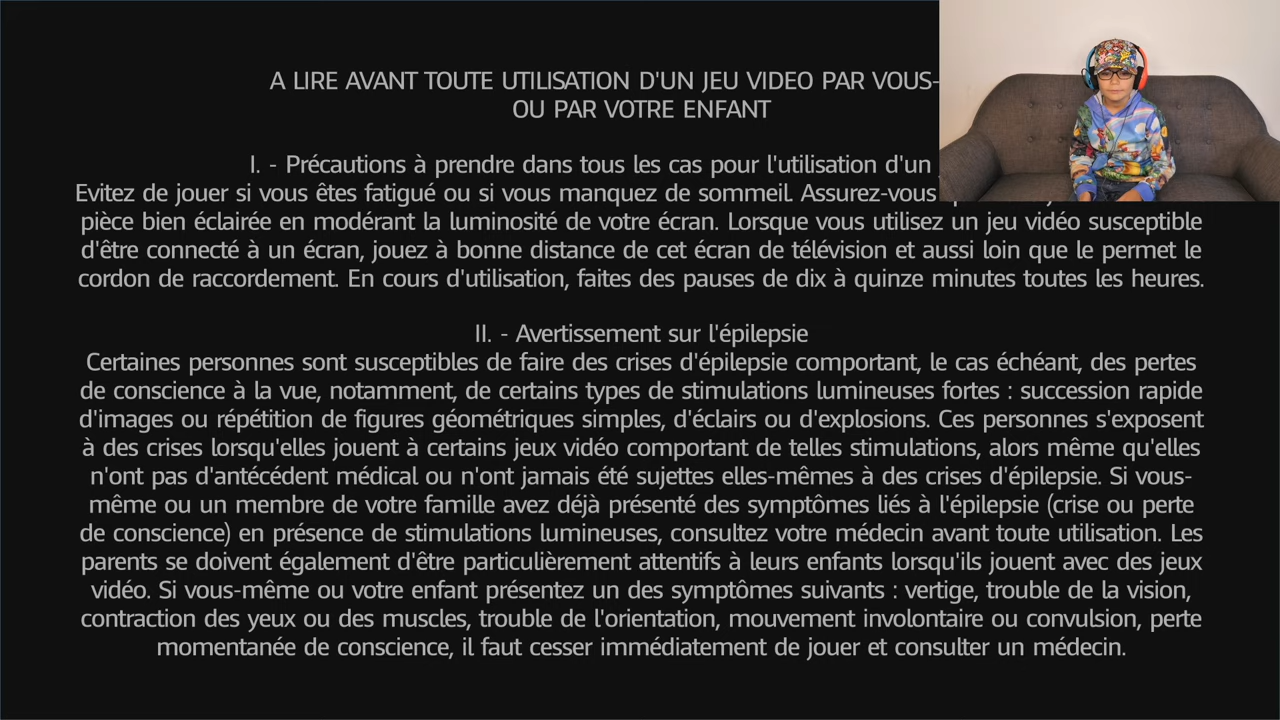 A LIRE AVANT TOUTE UTILISATION D'UN JEU VIDEO PAR VOUS-
OU PAR VOTRE ENFANT
I. - Précautions à prendre dans tous les cas pour l'utilisation d'un
Evitez de jouer si vous êtes fatigué ou si vous manquez de sommeil. Assurez-vous
pièce bien éclairée en modérant la luminosité de votre écran. Lorsque vous utilisez un jeu vidéo susceptible
d'être connecté à un écran, jouez à bonne distance de cet écran de télévision et aussi loin que le permet le
cordon de raccordement. En cours d'utilisation, faites des pauses de dix à quinze minutes toutes les heures.
II. - Avertissement sur l'épilepsie
Certaines personnes sont susceptibles de faire des crises d'épilepsie comportant, le cas échéant, des pertes
de conscience à la vue, notamment, de certains types de stimulations lumineuses fortes : succession rapide
d'images ou répétition de figures géométriques simples, d'éclairs ou d'explosions. Ces personnes s'exposent
à des crises lorsqu'elles jouent à certains jeux vidéo comportant de telles stimulations, alors même qu'elles
n'ont pas d'antécédent médical ou n'ont jamais été sujettes elles-mêmes à des crises d'épilepsie. Si vous-
même ou un membre de votre famille avez déjà présenté des symptômes liés à l'épilepsie (crise ou perte
de conscience) en présence de stimulations lumineuses, consultez votre médecin avant toute utilisation. Les
parents se doivent également d'être particulièrement attentifs à leurs enfants lorsqu'ils jouent avec des jeux
vidéo. Si vous-même ou votre enfant présentez un des symptômes suivants : vertige, trouble de la vision,
contraction des yeux ou des muscles, trouble de l'orientation, mouvement involontaire ou convulsion, perte
momentanée de conscience, il faut cesser immédiatement de jouer et consulter un médecin.